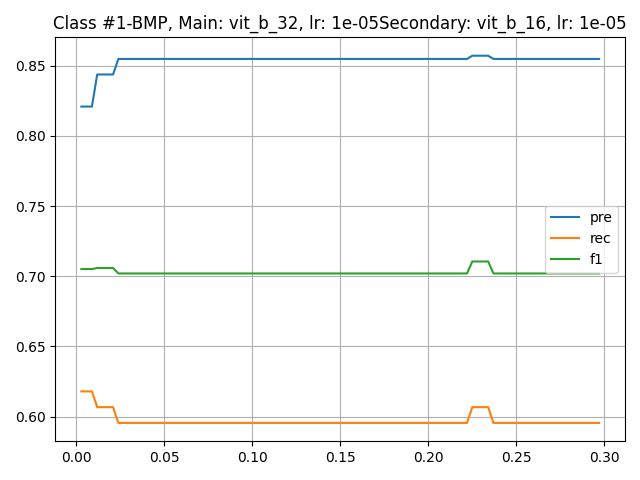 Class #1-BMP, Main: vit_b_32, lr: 1e-05Secondary: vit_b_16, lr: 1e-05
0.85
0.80
0.75
0.70
0.65
0.60
pre
rec
f1
0.00 0.05 0.10 0.15 0.20 0.25 0.30